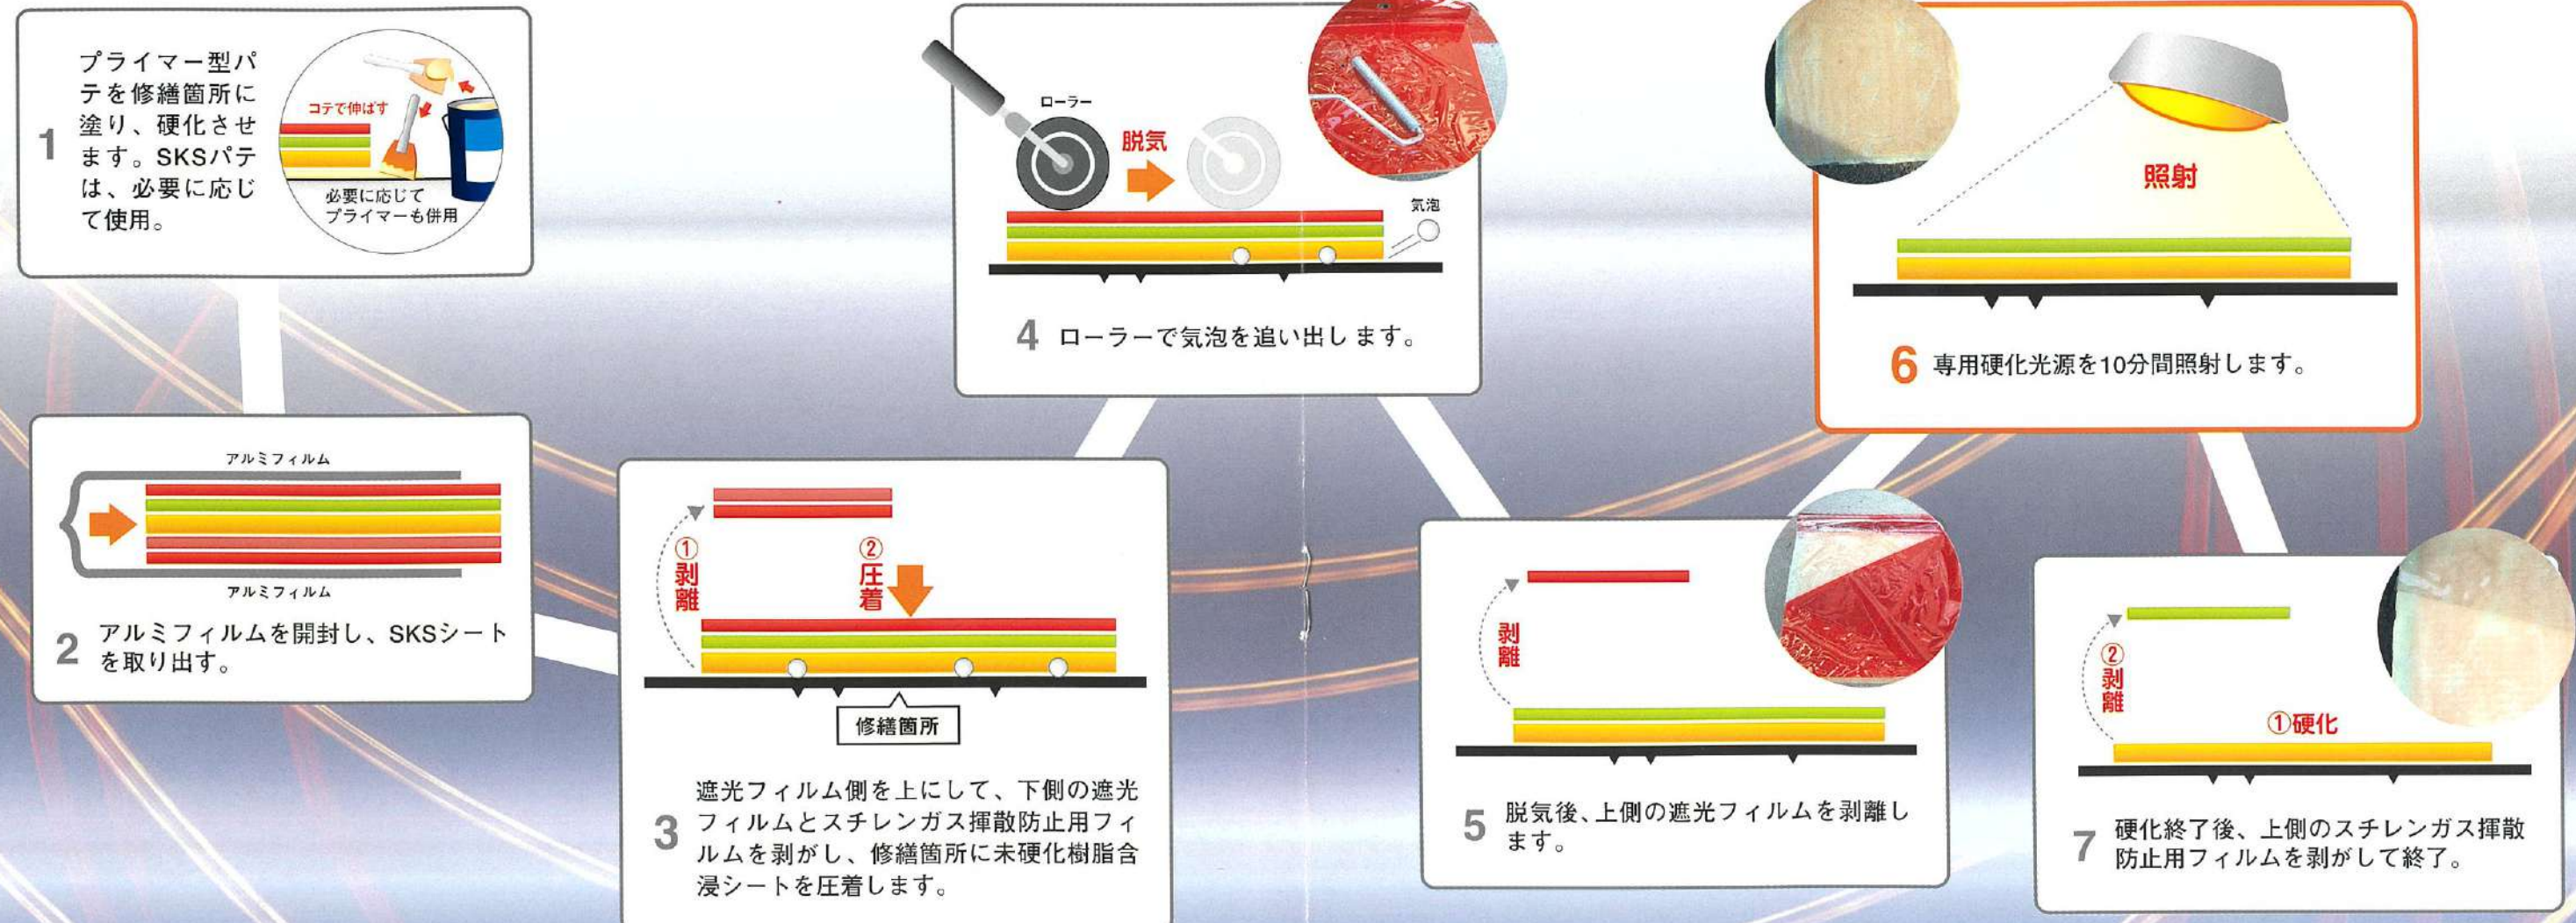 1
プライマー型パ
テを修繕箇所に
塗り、硬化させ
ます。SKSパテ
は、必要に応じ
て使用。
コテで伸ばす
必要に応じて
プライマーも併用
アルミフィルム
アルミフィルム
2
アルミフィルムを開封し、SKSシート
を取り出す。
①剥離
②圧着
修繕箇所
3
遮光フィルム側を上にして、下側の遮光
フィルムとスチレンガス揮散防止用フィ
ルムを剥がし、修繕箇所に未硬化樹脂含
浸シートを圧着します。
ローラー
脱気
気泡
4 ローラーで気泡を追い出します。
剥離
5
脱気後、上側の遮光フィルムを剥離し
ます。
照射
6 専用硬化光源を10分間照射します。
②剥離
①硬化
7
硬化終了後、上側のスチレンガス揮散
防止用フィルムを剥がして終了。